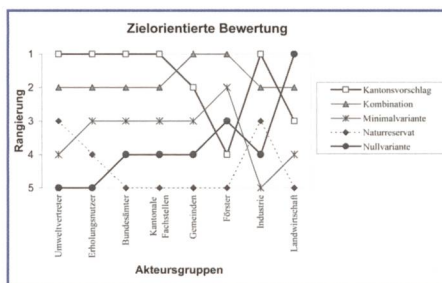 Zielorientierte Bewertung
Rangierung
1
2
3
4
5
Umweltvertreter
Erholungsnutzer
Bundesämter
Kantonale
Fachstellen
Gemeinden
Förster
Industrie
Landwirtschaft
Akteursgruppen
Kantonsvorschlag
Kombination
Minimalvariante
Naturreservat
Nullvariante